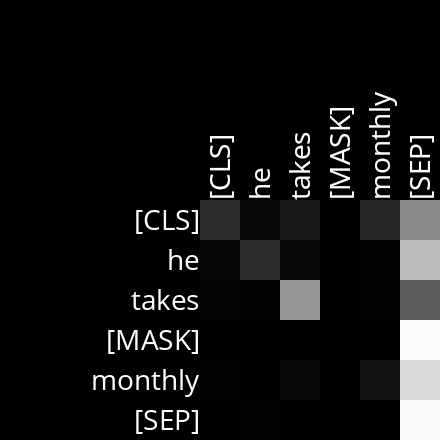 [CLS]
he
takes
[MASK]
monthly
[SEP]
[CLS]
he
takes
[MASK]
monthly
[SEP]